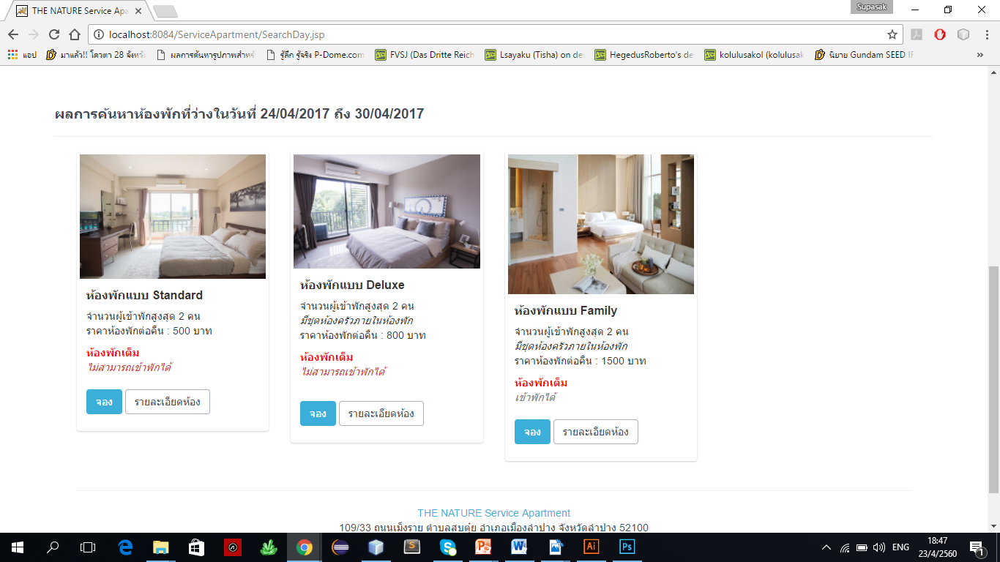 THE NATURE Service Apa
Supasak
localhost:8084/ServiceApartment/SearchDay.jsp
แอป
มาแล้ว!! โควตา 28 จังหวั
ผลการค้นหารูปภาพสำหรั
รู้ลึก รู้จริง P-Dome.com
FVSJ (Das Dritte Reich
Lsayaku (Tisha) on de
HegedusRoberto's de
kolulusakol (kolulusak
นิยาย Gundam SEED IF
»
ผลการค้นหาห้องพักที่ว่างในวันที่ 24/04/2017 ถึง 30/04/2017
ห้องพักแบบ Standard
จำนวนผู้เข้าพักสูงสุด 2 คน
ราคาห้องพักต่อคืน : 500 บาท
ห้องพักเต็ม
ไม่สามารถเข้าพักได้
จอง
รายละเอียดห้อง
ห้องพักแบบ Deluxe
จำนวนผู้เข้าพักสูงสุด 2 คน
มีชุดห้องครัวภายในห้องพัก
ราคาห้องพักต่อคืน : 800 บาท
ห้องพักเต็ม
ไม่สามารถเข้าพักได้
จอง
รายละเอียดห้อง
ห้องพักแบบ Family
จำนวนผู้เข้าพักสูงสุด 2 คน
มีชุดห้องครัวภายในห้องพัก
ราคาห้องพักต่อคืน : 1500 บาท
ห้องพักเต็ม
เข้าพักได้
จอง
รายละเอียดห้อง
THE NATURE Service Apartment
109/33 ถนนเม็งราย ตำบลสบตุ๋ย อำเภอเมืองลำปาง จังหวัดลำปาง 52100
ENG
18:47
23/4/2560
1